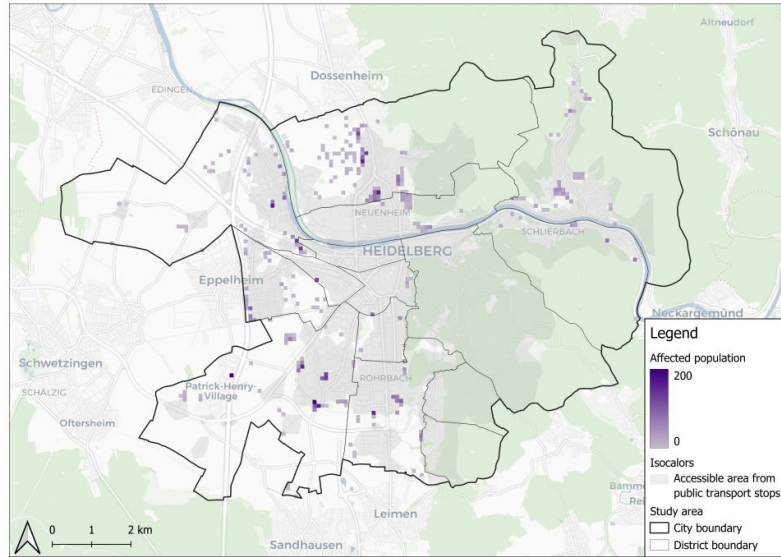 Altneudorf
Dossenheim
EDINGEN
Schönau
NEUENHEIM
SCHLIERBACH
HEIDELBERG
Eppelheim
Neckargemünd
Schwetzingen
SCHÄLZIG
Patrick-Henry-
Village
ROHRBACH
Oftersheim
Leimen
Sandhausen
Bamm
Re
0 1 2 km
Legend
Affected population
200
0
Isocalors
Accessible area from
public transport stops
Study area
City boundary
District boundary